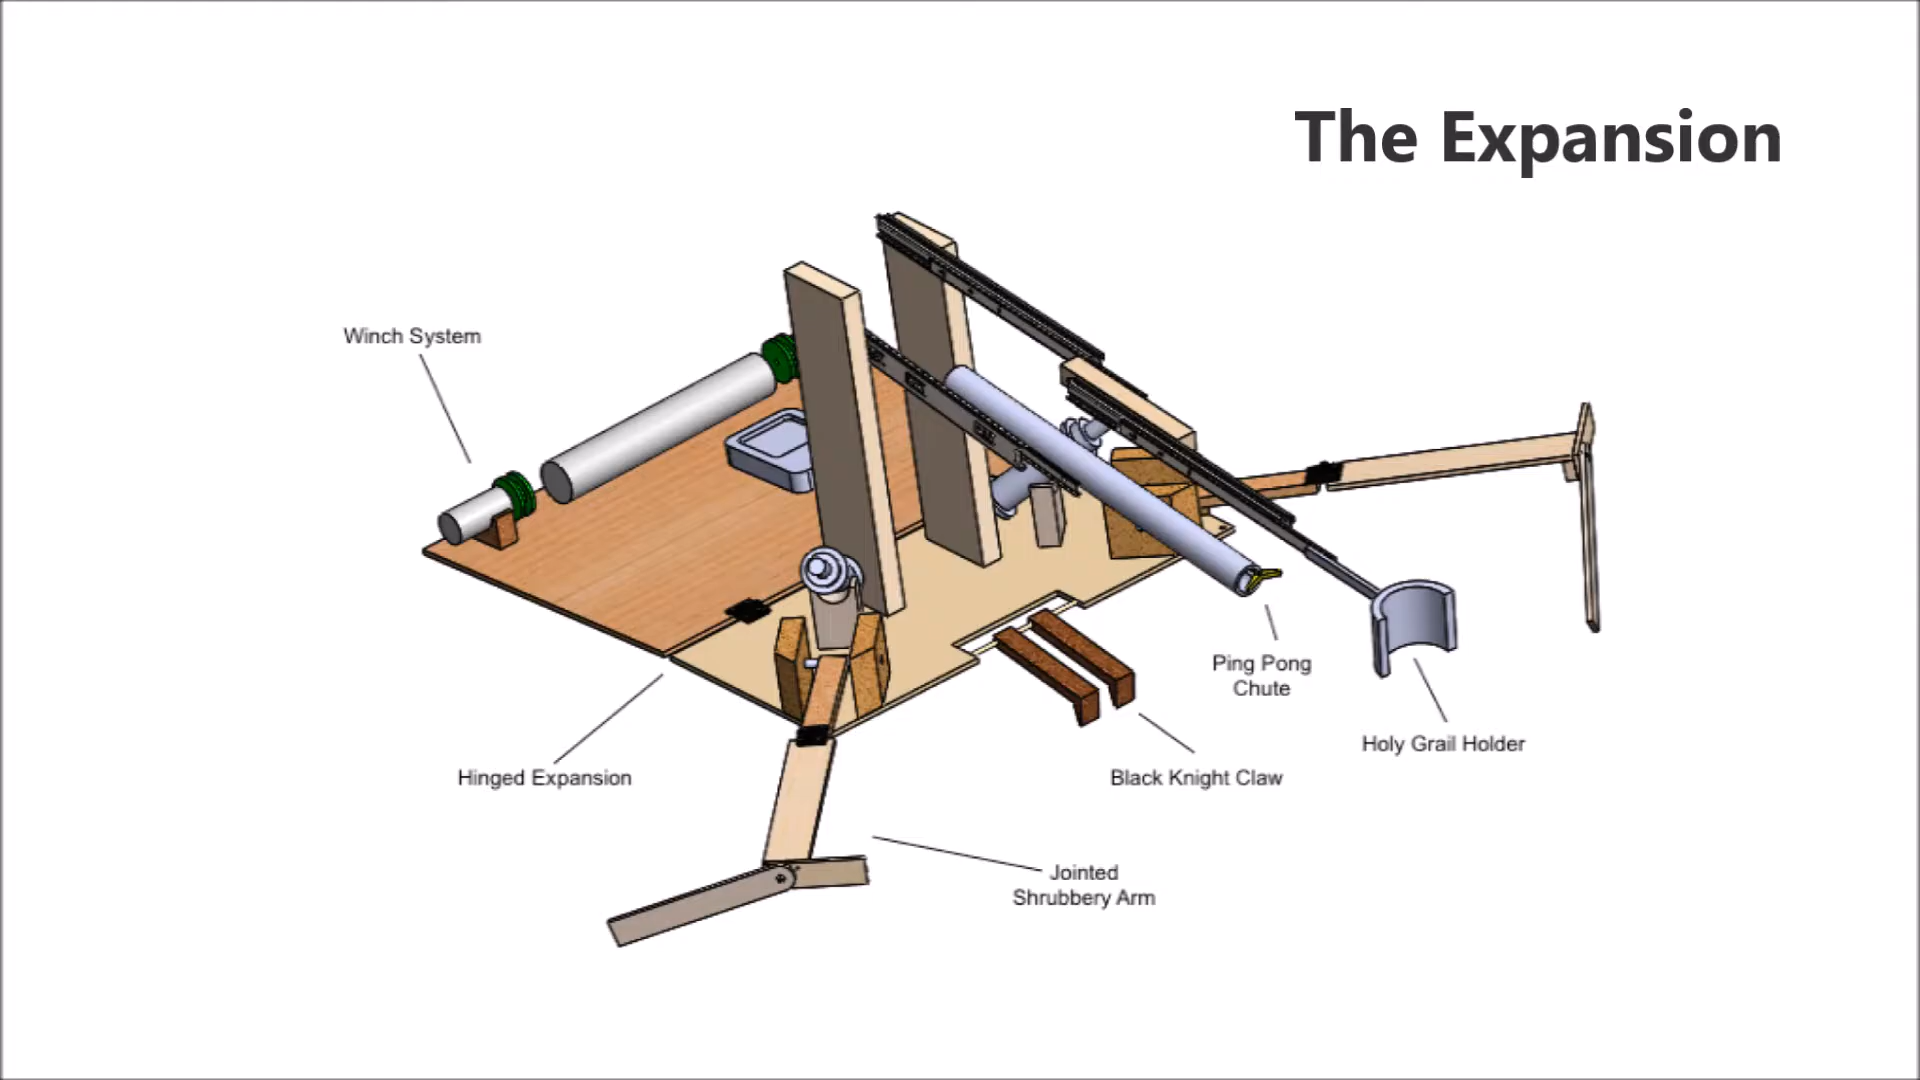 The Expansion
Winch System
Ping Pong
Chute
Holy Grail Holder
Hinged Expansion
Black Knight Claw
Jointed
Shrubbery Arm